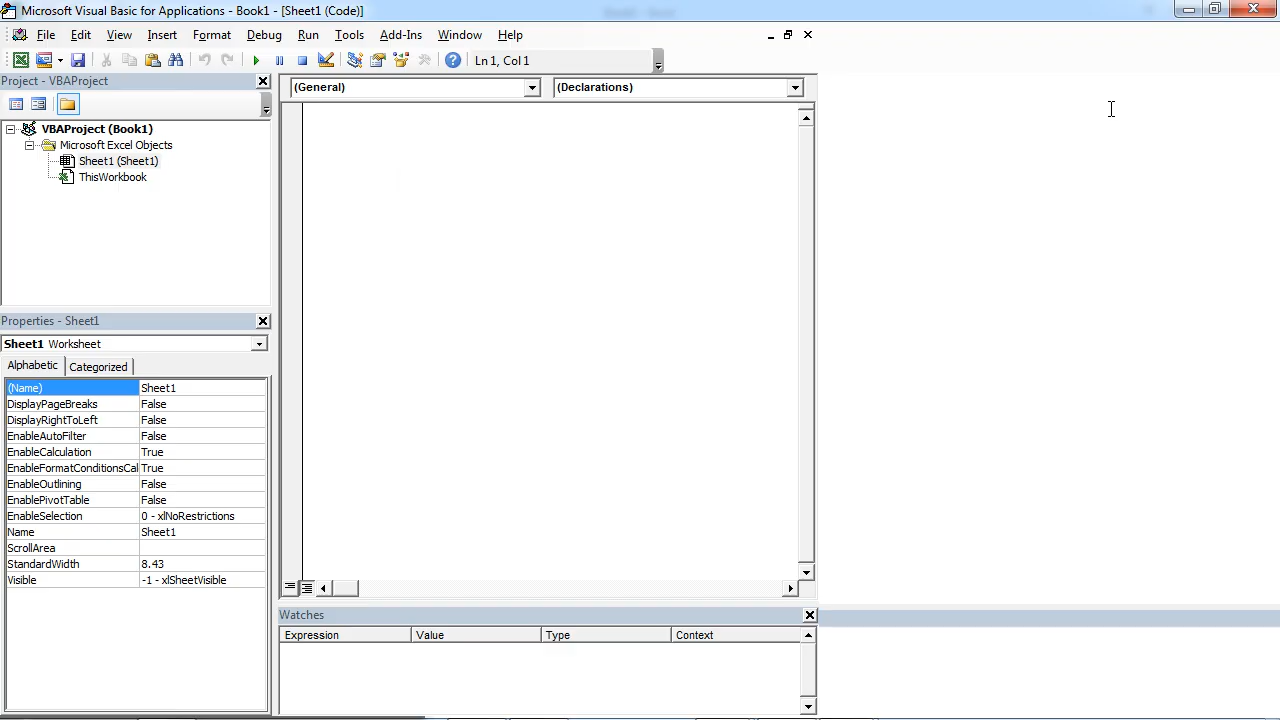 Microsoft Visual Basic for Applications - Book1 - [Sheet1 (Code)]
File Edit View Insert Format Debug Run Tools Add-Ins Window Help
Ln 1, Col 1
Project - VBAProject
(General) (Declarations)
VBAProject (Book1)
Microsoft Excel Objects
Sheet1 (Sheet1)
ThisWorkbook
Properties - Sheet1
Sheet1 Worksheet
Alphabetic Categorized
(Name) Sheet1
DisplayPageBreaks False
DisplayRightToLeft False
EnableAutoFilter False
EnableCalculation True
EnableFormatConditionsCal True
EnableOutlining False
EnablePivotTable False
EnableSelection 0 - xlNoRestrictions
Name Sheet1
ScrollArea
StandardWidth 8.43
Visible -1 - xlSheetVisible
Watches
Expression Value Type Context